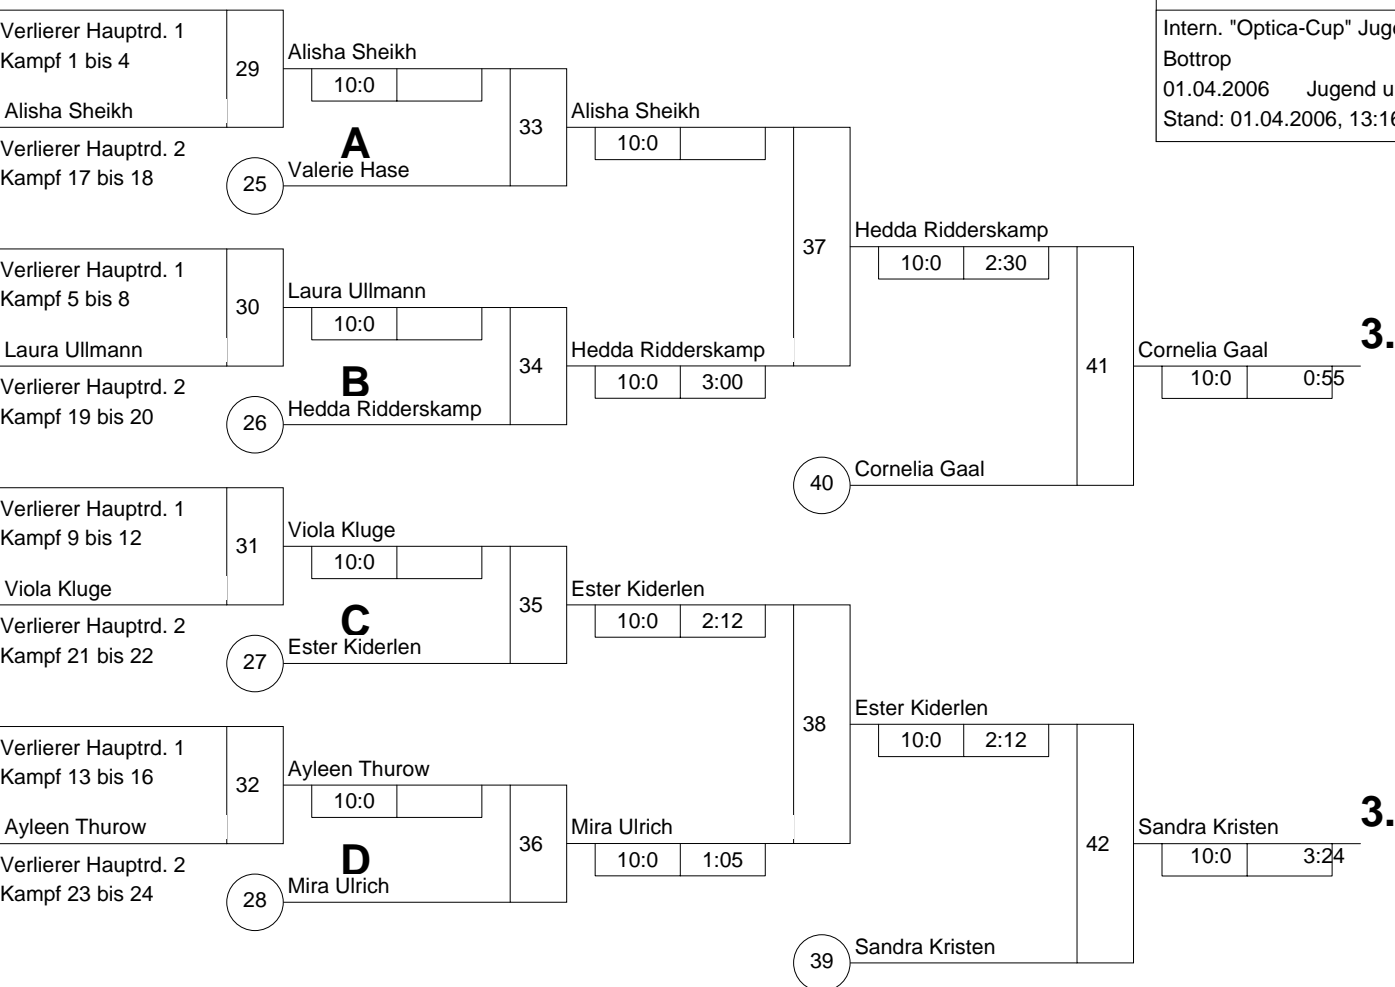 Intern. "Optica-Cup" Juge
Bottrop
01.04.2006 Jugend u
Stand: 01.04.2006, 13:16
Verlierer Hauptrd. 1
Kampf 1 bis 4
29
Alisha Sheikh
10:0
Alisha Sheikh
33
Alisha Sheikh
10:0
A
Verlierer Hauptrd. 2
Kampf 17 bis 18
25
Valerie Hase
37
Hedda Ridderskamp
10:0 2:30
Verlierer Hauptrd. 1
Kampf 5 bis 8
30
Laura Ullmann
10:0
Laura Ullmann
34
Hedda Ridderskamp
10:0 3:00
B
Verlierer Hauptrd. 2
Kampf 19 bis 20
26
Hedda Ridderskamp
41
Cornelia Gaal
10:0 0:55
3.
40
Cornelia Gaal
Verlierer Hauptrd. 1
Kampf 9 bis 12
31
Viola Kluge
10:0
Viola Kluge
35
Ester Kiderlen
10:0 2:12
C
Verlierer Hauptrd. 2
Kampf 21 bis 22
27
Ester Kiderlen
38
Ester Kiderlen
10:0 2:12
Verlierer Hauptrd. 1
Kampf 13 bis 16
32
Ayleen Thurow
10:0
Ayleen Thurow
36
Mira Ulrich
10:0 1:05
D
Verlierer Hauptrd. 2
Kampf 23 bis 24
28
Mira Ulrich
42
Sandra Kristen
10:0 3:24
3.
39
Sandra Kristen